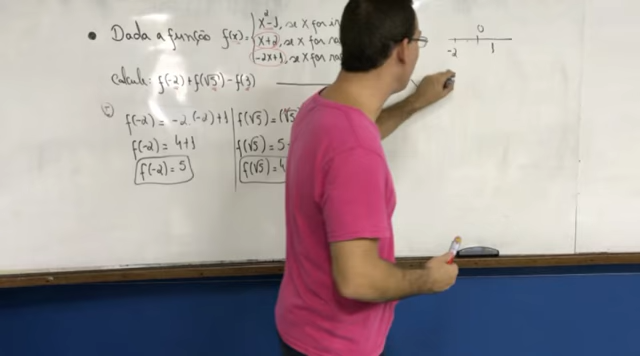 • Dada a função f(x) = x²-1, se x for
x+2, se x for
-2x+1, se x for
calcule: f(-2) + f(√5) - f(1)
f(-2) = -2.(-2)+1
f(-2) = 4+1
f(-2) = 5
f(√5) = (√5)
f(√5) = 5-
f(√5) = 4
0
-2 1